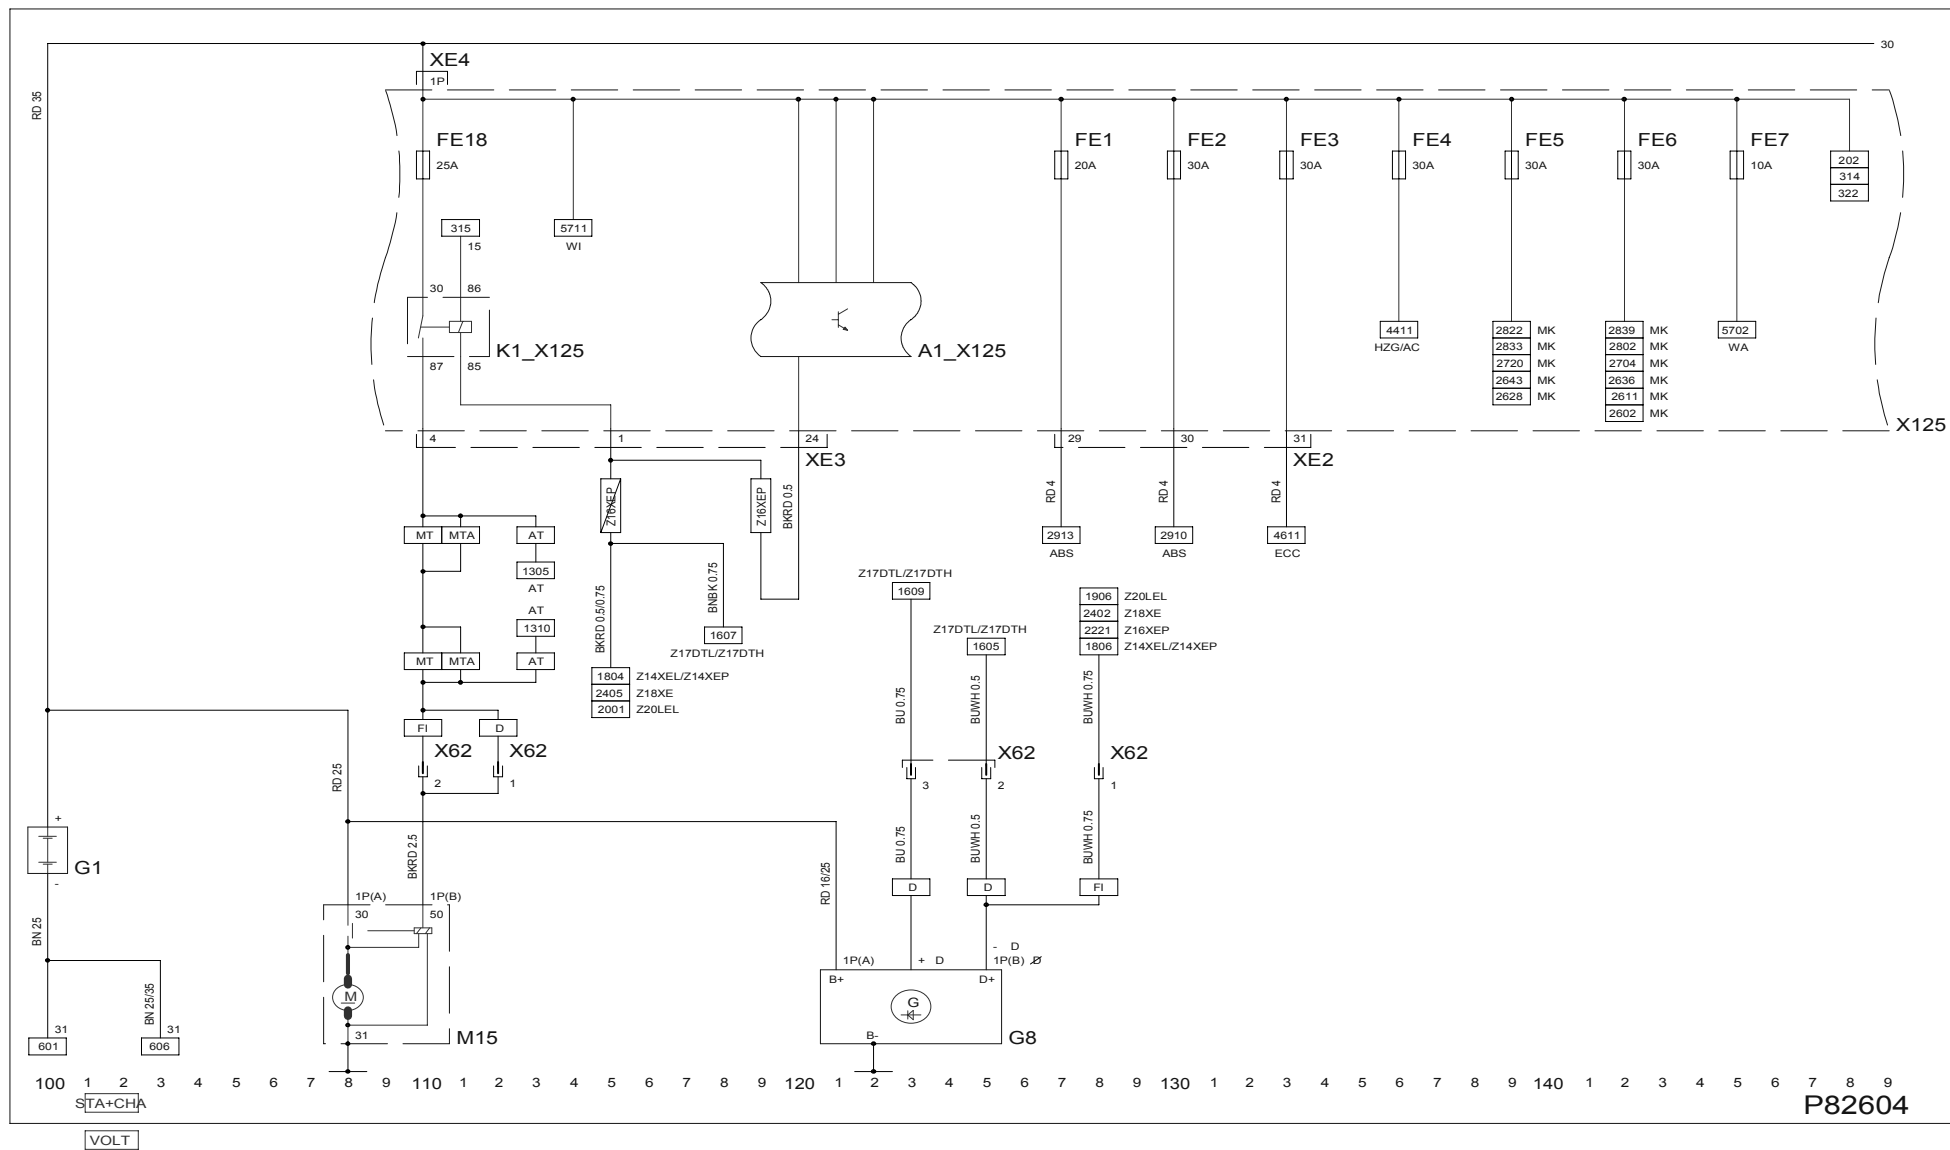 30
XE4
1P
RD 35
FE18
25A
FE1
20A
FE2
30A
FE3
30A
FE4
30A
FE5
30A
FE6
30A
FE7
10A
202
314
322
315
15
5711
WI
30 86
K1_X125
87 85
A1_X125
4411
HZG/AC
2822 MK
2833 MK
2720 MK
2643 MK
2628 MK
2839 MK
2802 MK
2704 MK
2636 MK
2611 MK
2602 MK
5702
WA
X125
4 1 24
XE3
29 30 31
XE2
Z16XEP
Z16XEP
BKRD 0.5
RD 4
RD 4
RD 4
MT MTA AT
2913
ABS
2910
ABS
4611
ECC
1305
AT
AT
1310
MT MTA AT
BKRD 0.5/0.75
BNBK 0.75
1607
Z17DTL/Z17DTH
1804 Z14XEL/Z14XEP
2405 Z18XE
2001 Z20LEL
Z17DTL/Z17DTH
1609
Z17DTL/Z17DTH
1605
1906 Z20LEL
2402 Z18XE
2221 Z16XEP
1806 Z14XEL/Z14XEP
BU 0.75
BUWH 0.5
BUWH 0.75
FI D
X62 X62
2 1
X62
3 2
X62
1
RD 25
BKRD 2.5
RD 16/25
BU 0.75
BUWH 0.5
BUWH 0.75
D D FI
+
G1
-
BN 25
BN 25/35
31
601
31
606
1P(A) 1P(B)
30 50
M
31
M15
1P(A)
+ D
- D
1P(B) D
B+ D+
G
B-
G8
100 1 2 3 4 5 6 7 8 9 110 1 2 3 4 5 6 7 8 9 120 1 2 3 4 5 6 7 8 9 130 1 2 3 4 5 6 7 8 9 140 1 2 3 4 5 6 7 8 9
STA+CHA
P82604
VOLT